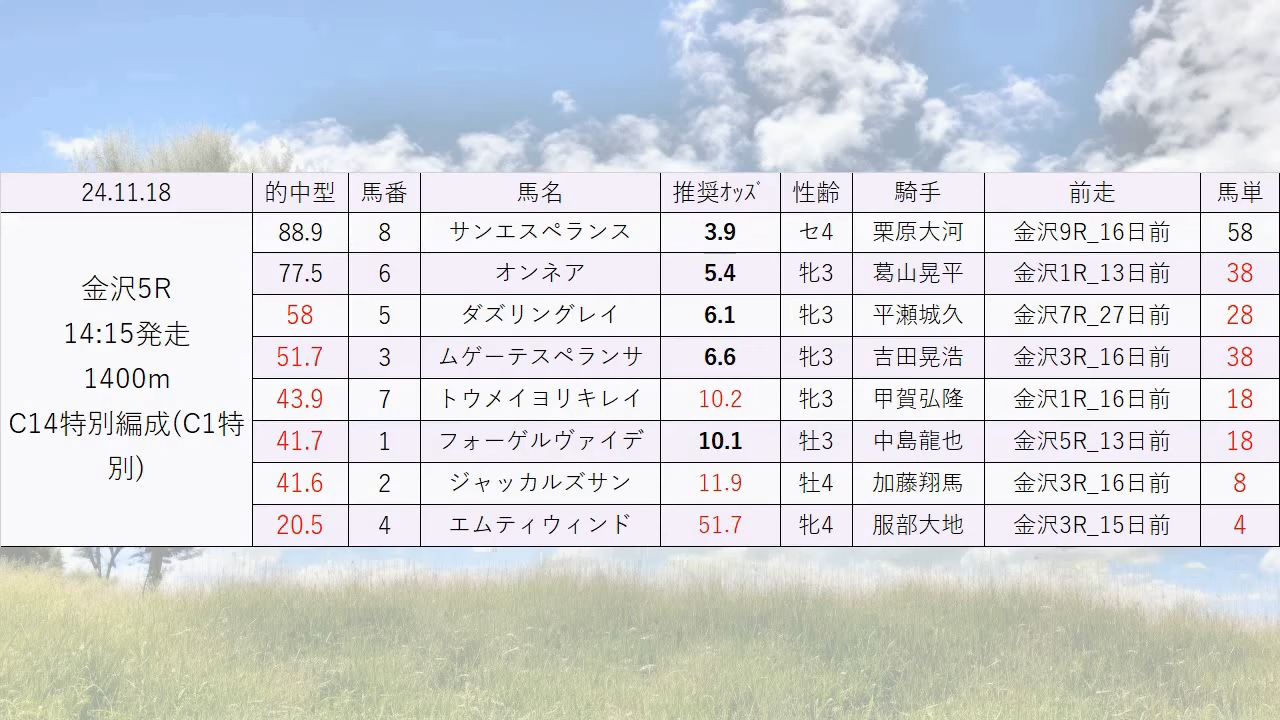 24.11.18 的中型 馬番 馬名 推奨ｵｯｽﾞ 性齢 騎手 前走 馬単
金沢5R
14:15発走
1400m
C14特別編成(C1特
別)
88.9 8 サンエスペランス 3.9 セ4 栗原大河 金沢9R_16日前 58
77.5 6 オンネア 5.4 牝3 葛山晃平 金沢1R_13日前 38
58 5 ダズリングレイ 6.1 牝3 平瀬城久 金沢7R_27日前 28
51.7 3 ムゲーテスペランサ 6.6 牝3 吉田晃浩 金沢3R_16日前 38
43.9 7 トウメイヨリキレイ 10.2 牝3 甲賀弘隆 金沢1R_16日前 18
41.7 1 フォーゲルヴァイデ 10.1 牡3 中島龍也 金沢5R_13日前 18
41.6 2 ジャッカルズサン 11.9 牡4 加藤翔馬 金沢3R_16日前 8
20.5 4 エムティウィンド 51.7 牝4 服部大地 金沢3R_15日前 4